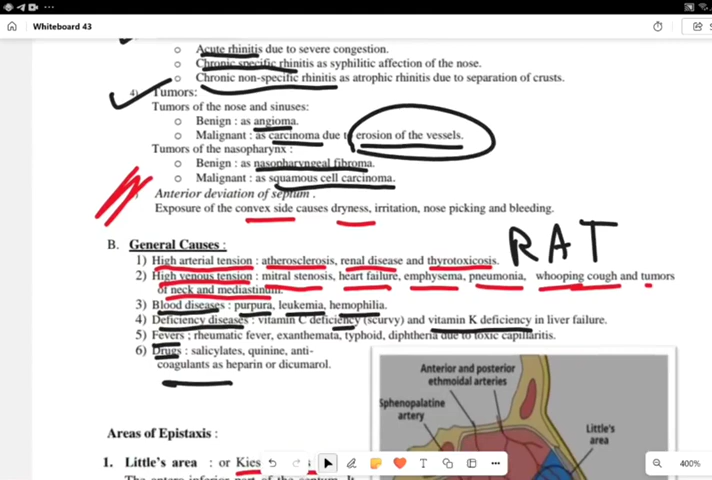 Whiteboard 43
○ Acute rhinitis due to severe congestion.
○ Chronic specific rhinitis as syphilitic affection of the nose.
○ Chronic non-specific rhinitis as atrophic rhinitis due to separation of crusts.
4) Tumors:
Tumors of the nose and sinuses:
○ Benign : as angioma.
○ Malignant : as carcinoma due to erosion of the vessels.
Tumors of the nasopharynx :
○ Benign : as nasopharyngeal fibroma.
○ Malignant : as squamous cell carcinoma.
Anterior deviation of septum .
Exposure of the convex side causes dryness, irritation, nose picking and bleeding.
RAT
B. General Causes :
1) High arterial tension : atherosclerosis, renal disease and thyrotoxicosis.
2) High venous tension : mitral stenosis, heart failure, emphysema, pneumonia, whooping cough and tumors
of neck and mediastinum.
3) Blood diseases : purpura, leukemia, hemophilia.
4) Deficiency diseases : vitamin C deficiency (scurvy) and vitamin K deficiency in liver failure.
5) Fevers : rheumatic fever, exanthemata, typhoid, diphtheria due to toxic capillaritis.
6) Drugs : salicylates, quinine, anti-
coagulants as heparin or dicumarol.
Anterior and posterior
ethmoidal arteries
Sphenopalatine
artery
Little's
area
Areas of Epistaxis :
1. Little's area : or Kies
T
400%